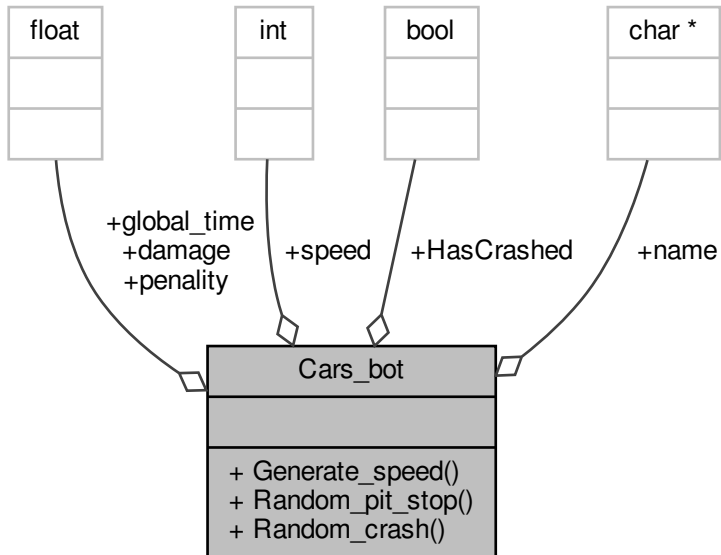 float
int
bool
char *
+global_time
+damage
+penality
+speed
+HasCrashed
+name
Cars_bot
+ Generate_speed()
+ Random_pit_stop()
+ Random_crash()